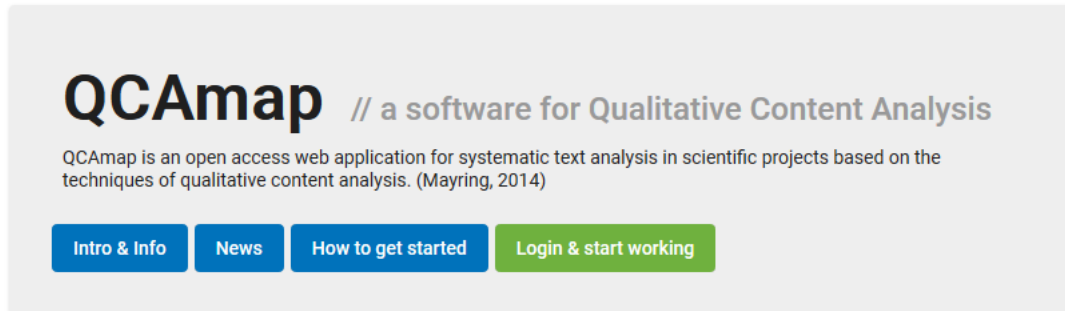 QCAmap // a software for Qualitative Content Analysis
QCAmap is an open access web application for systematic text analysis in scientific projects based on the
techniques of qualitative content analysis. (Mayring, 2014)
Intro & Info News How to get started Login & start working